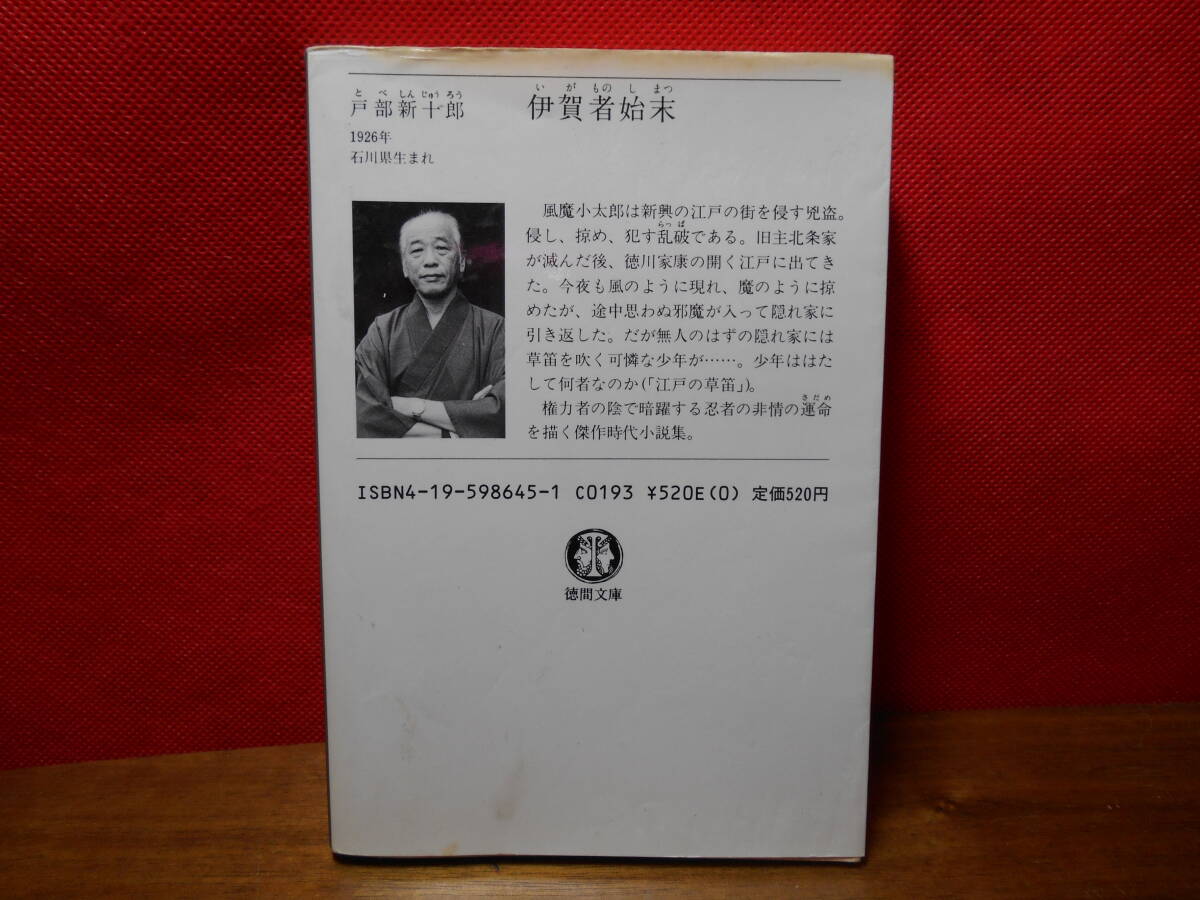 とべしんじゅうろう
戸部新十郎
いがものしまつ
伊賀者始末
1926年
石川県生まれ
風魔小太郎は新興の江戸の街を侵す兇盗。
侵し、掠め、犯す乱破である。旧主北条家
らっぱ
が滅んだ後、徳川家康の開く江戸に出てき
た。今夜も風のように現れ、魔のように掠
めたが、途中思わぬ邪魔が入って隠れ家に
引き返した。だが無人のはずの隠れ家には
草笛を吹く可憐な少年が……。少年ははた
して何者なのか(「江戸の草笛」)。
権力者の陰で暗躍する忍者の非情の運命
さだめ
を描く傑作時代小説集。
ISBN4-19-598645-1 C0193 ¥520E(0) 定価520円
徳間文庫